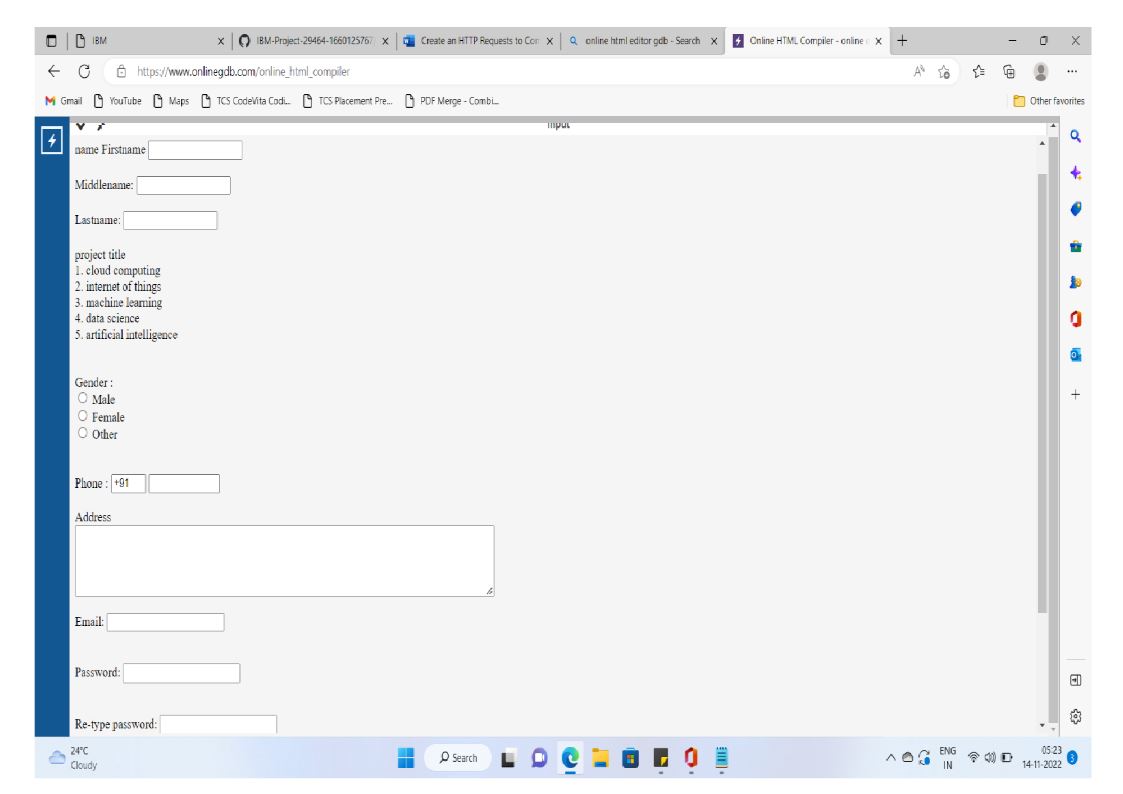 IBM
IBM-Project-29464-1660125767
Create an HTTP Requests to Con
online html editor gdb - Search
Online HTML Compiler - online
https://www.onlinegdb.com/online_html_compiler
Gmail YouTube Maps TCS CodeVita Codi... TCS Placement Pre... PDF Merge - Combi... Other favorites
input
name Firstname
Middlename:
Lastname:
project title
1. cloud computing
2. internet of things
3. machine learning
4. data science
5. artificial intelligence
Gender :
Male
Female
Other
Phone : +91
Address
Email:
Password:
Re-type password:
24°C
Cloudy
Search
ENG
IN
05:23
14-11-2022
3